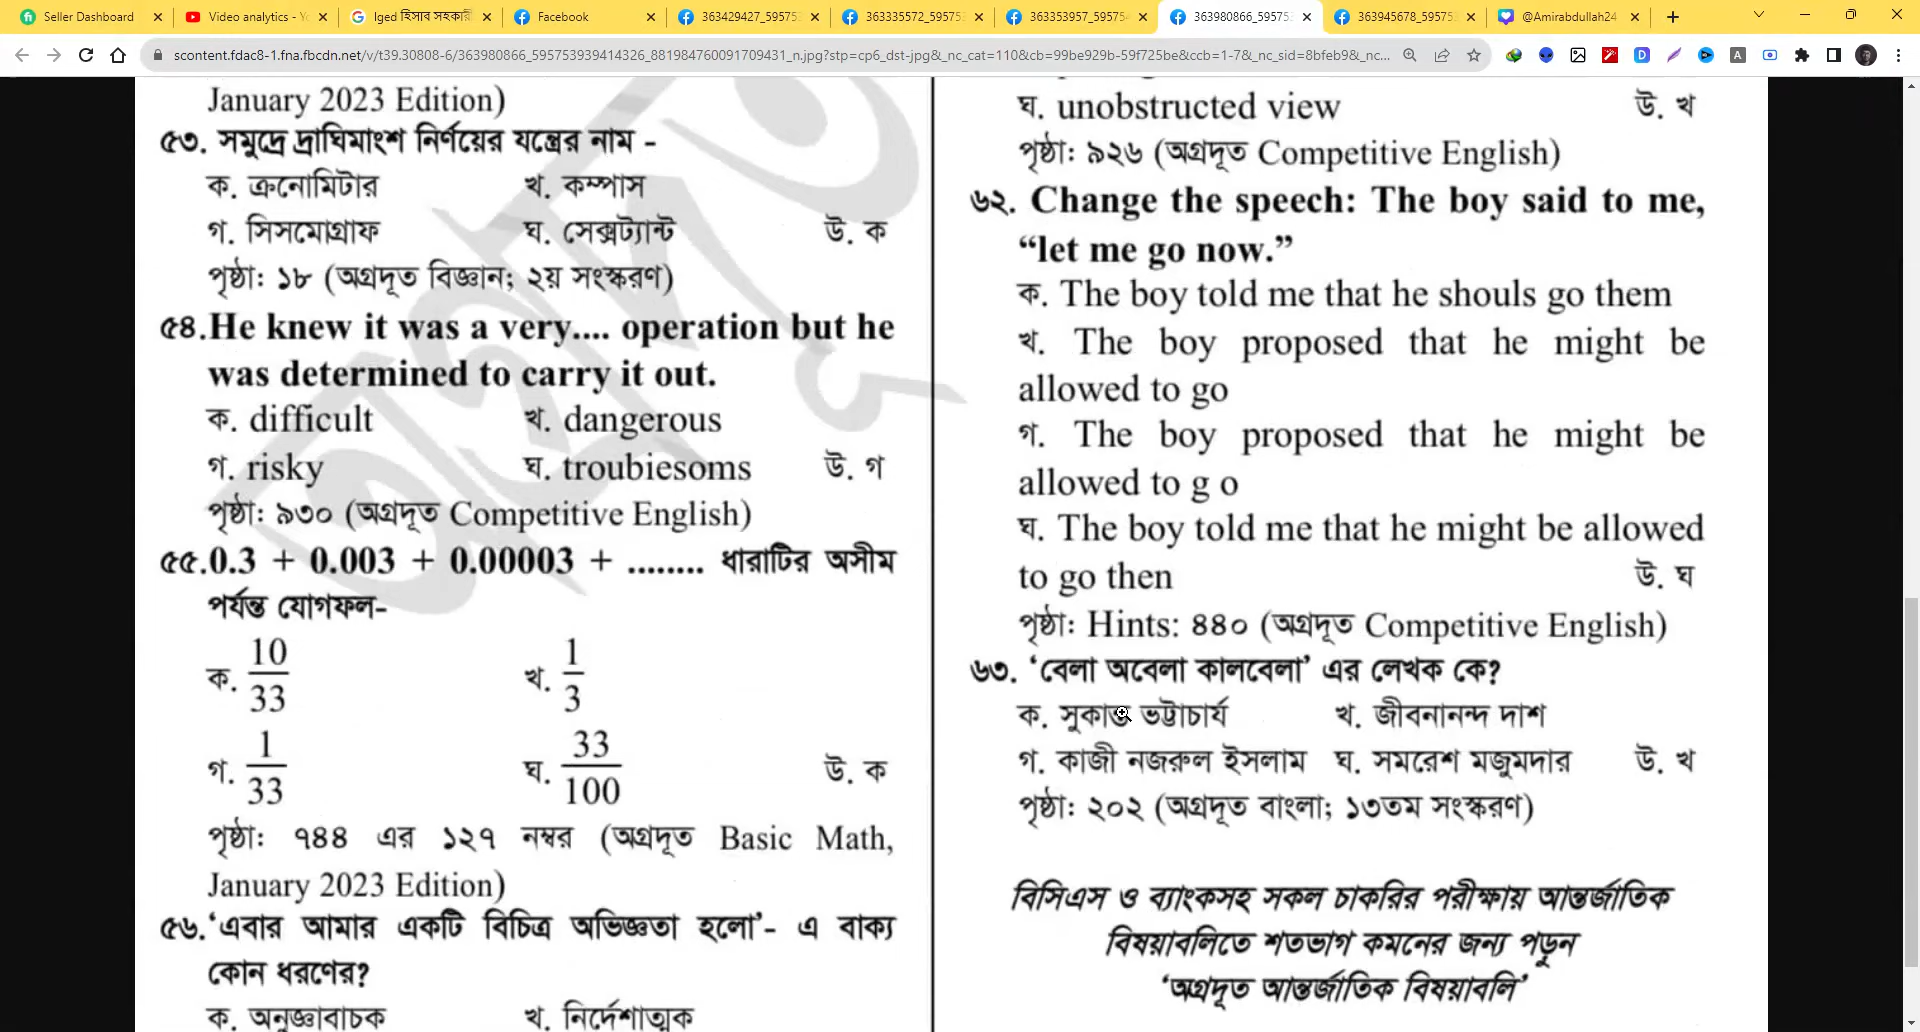 Seller Dashboard
Video analytics - Yo
Iged হিসাব সহকারী
Facebook
363429427_59575
363335572_59575
363353957_59575
363980866_59575
363945678_59575
@Amirabdullah24
scontent.fdac8-1.fna.fbcdn.net/v/t39.30808-6/363980866_595753939414326_8819847600917​09431_n.jpg?stp=cp6_dst-jpg&_nc_cat=110&cb=99be929b-59f725be&ccb=1-7&_nc_sid=8bfeb9&_nc...
January 2023 Edition)
৫৩. সমুদ্রে দ্রাঘিমাংশ নির্ণয়ের যন্ত্রের নাম -
ক. ক্রনোমিটার খ. কম্পাস
গ. সিসমোগ্রাফ ঘ. সেক্সট্যান্ট উ. ক
পৃষ্ঠা: ১৮ (অগ্রদূত বিজ্ঞান; ২য় সংস্করণ)
৫৪.He knew it was a very.... operation but he
was determined to carry it out.
ক. difficult খ. dangerous
গ. risky ঘ. troubiesoms উ. গ
পৃষ্ঠা: ৯৩০ (অগ্রদূত Competitive English)
৫৫.0.3 + 0.003 + 0.00003 + ........ ধারাটির অসীম
পর্যন্ত যোগফল-
ক. 10/33 খ. 1/3
গ. 1/33 ঘ. 33/100 উ. ক
পৃষ্ঠা: ৭৪৪ এর ১২৭ নম্বর (অগ্রদূত Basic Math,
January 2023 Edition)
৫৬.‘এবার আমার একটি বিচিত্র অভিজ্ঞতা হলো’- এ বাক্য
কোন ধরণের?
ক. অনুজ্ঞাবাচক খ. নির্দেশাত্মক
ঘ. unobstructed view উ. খ
পৃষ্ঠা: ৯২৬ (অগ্রদূত Competitive English)
৬২. Change the speech: The boy said to me,
“let me go now.”
ক. The boy told me that he shouls go them
খ. The boy proposed that he might be
allowed to go
গ. The boy proposed that he might be
allowed to g o
ঘ. The boy told me that he might be allowed
to go then উ. ঘ
পৃষ্ঠা: Hints: ৪৪০ (অগ্রদূত Competitive English)
৬৩. ‘বেলা অবেলা কালবেলা’ এর লেখক কে?
ক. সুকান্ত ভট্টাচার্য খ. জীবনানন্দ দাশ
গ. কাজী নজরুল ইসলাম ঘ. সমরেশ মজুমদার উ. খ
পৃষ্ঠা: ২০২ (অগ্রদূত বাংলা; ১৩তম সংস্করণ)
বিসিএস ও ব্যাংকসহ সকল চাকরির পরীক্ষায় আন্তর্জাতিক
বিষয়াবলিতে শতভাগ কমনের জন্য পড়ুন
‘অগ্রদূত আন্তর্জাতিক বিষয়াবলি’